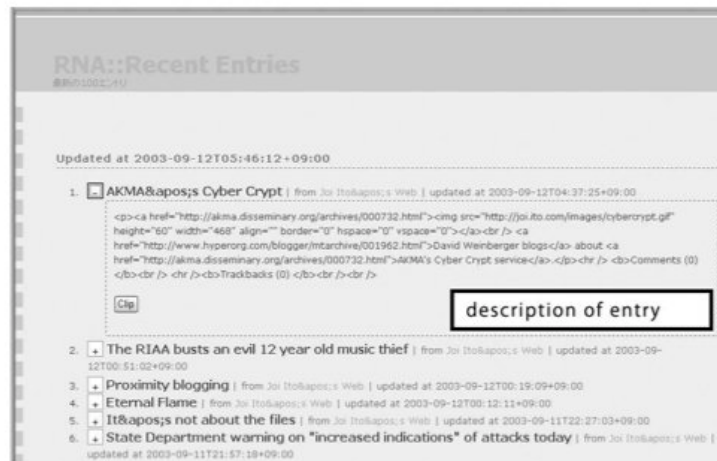 RNA::Recent Entries
最新の100エントリ
Updated at 2003-09-12T05:46:12+09:00
1. - AKMA&apos;s Cyber Crypt | from Joi Ito&apos;s Web | updated at 2003-09-12T04:37:25+09:00
<p><a href="http://akma.disseminary.org/archives/000732.html"><img src="http://joi.ito.com/images/cybercrypt.gif"
height="60" width="468" align="" border="0" hspace="0" vspace="0"></a><br /> <a
href="http://www.hyperorg.com/blogger/mtarchive/001962.html">David Weinberger blogs</a> about <a
href="http://akma.disseminary.org/archives/000732.html">AKMA's Cyber Crypt service</a>.</p><hr /> <b>Comments (0)
</b><br /> <hr /><b>Trackbacks (0) </b><br /><br />
Clip
description of entry
2. + The RIAA busts an evil 12 year old music thief | from Joi Ito&apos;s Web | updated at 2003-09-
12T00:51:02+09:00
3. + Proximity blogging | from Joi Ito&apos;s Web | updated at 2003-09-12T00:19:09+09:00
4. + Eternal Flame | from Joi Ito&apos;s Web | updated at 2003-09-12T00:12:11+09:00
5. + It&apos;s not about the files | from Joi Ito&apos;s Web | updated at 2003-09-11T22:27:03+09:00
6. + State Department warning on "increased indications" of attacks today | from Joi Ito&apos;s Web |
updated at 2003-09-11T21:57:18+09:00